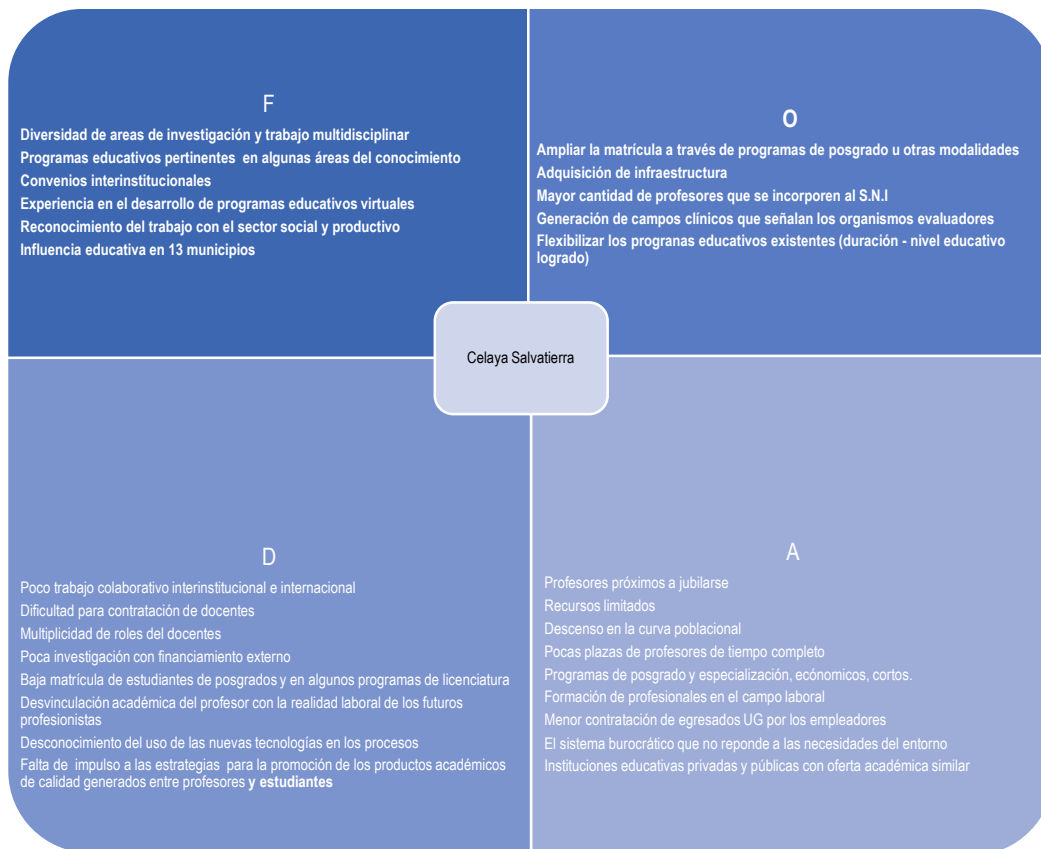 F
Diversidad de areas de investigación y trabajo multidisciplinar
Programas educativos pertinentes en algunas áreas del conocimiento
Convenios interinstitucionales
Experiencia en el desarrollo de programas educativos virtuales
Reconocimiento del trabajo con el sector social y productivo
Influencia educativa en 13 municipios
O
Ampliar la matrícula a través de programas de posgrado u otras modalidades
Adquisición de infraestructura
Mayor cantidad de profesores que se incorporen al S.N.I
Generación de campos clínicos que señalan los organismos evaluadores
Flexibilizar los progranas educativos existentes (duración - nivel educativo
logrado)
Celaya Salvatierra
D
Poco trabajo colaborativo interinstitucional e internacional
Dificultad para contratación de docentes
Multiplicidad de roles del docentes
Poca investigación con financiamiento externo
Baja matrícula de estudiantes de posgrados y en algunos programas de licenciatura
Desvinculación académica del profesor con la realidad laboral de los futuros
profesionistas
Desconocimiento del uso de las nuevas tecnologías en los procesos
Falta de impulso a las estrategias para la promoción de los productos académicos
de calidad generados entre profesores y estudiantes
A
Profesores próximos a jubilarse
Recursos limitados
Descenso en la curva poblacional
Pocas plazas de profesores de tiempo completo
Programas de posgrado y especialización, ecónomicos, cortos.
Formación de profesionales en el campo laboral
Menor contratación de egresados UG por los empleadores
El sistema burocrático que no reponde a las necesidades del entorno
Instituciones educativas privadas y públicas con oferta académica similar